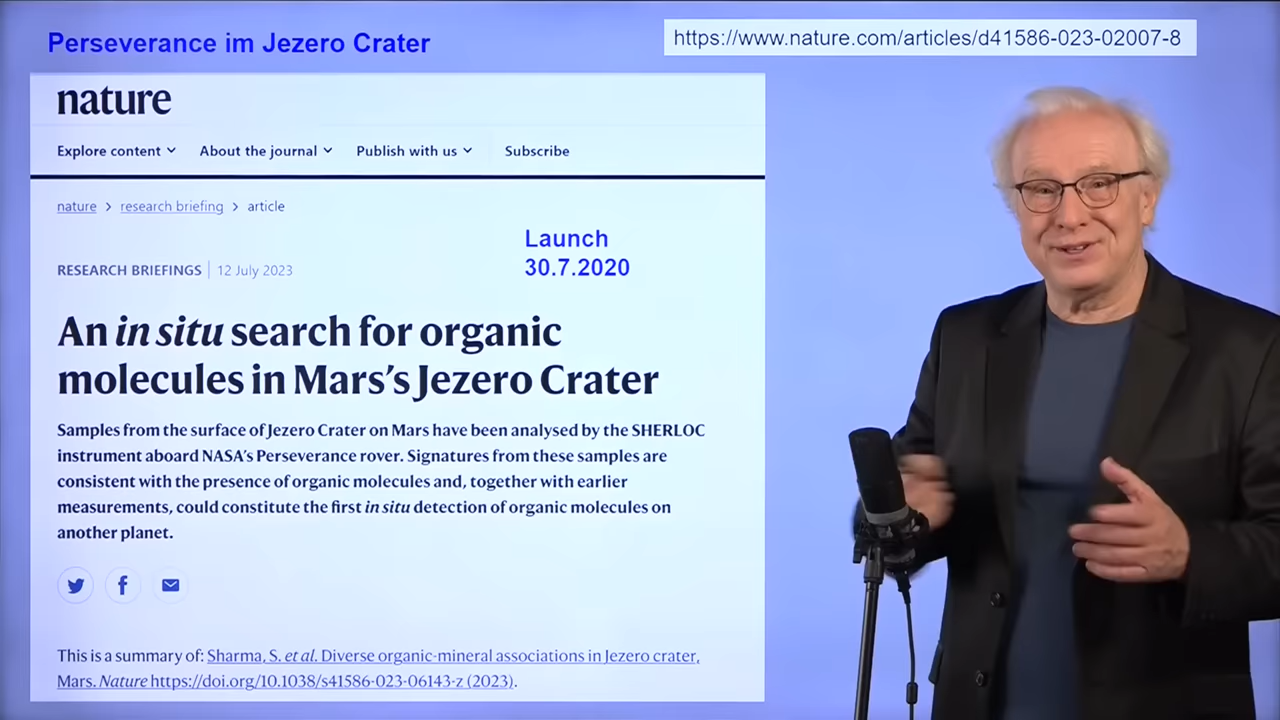 Perseverance im Jezero Crater
https://www.nature.com/articles/d41586-023-02007-8
nature
Explore content About the journal Publish with us Subscribe
nature > research briefing > article
Launch
30.7.2020
RESEARCH BRIEFINGS | 12 July 2023
An in situ search for organic
molecules in Mars's Jezero Crater
Samples from the surface of Jezero Crater on Mars have been analysed by the SHERLOC
instrument aboard NASA's Perseverance rover. Signatures from these samples are
consistent with the presence of organic molecules and, together with earlier
measurements, could constitute the first in situ detection of organic molecules on
another planet.
This is a summary of: Sharma, S. et al. Diverse organic-mineral associations in Jezero crater,
Mars. Nature https://doi.org/10.1038/s41586-023-06143-z (2023).